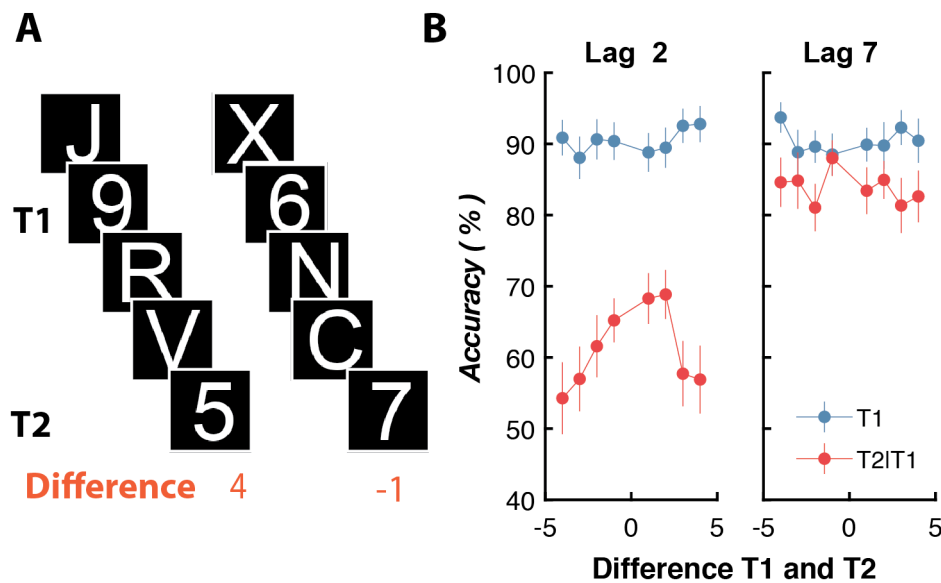 A
J
X
T1
9
6
R
N
V
C
T2
5
7
Difference 4 -1
B
Lag 2
Lag 7
Accuracy (%)
100
90
80
70
60
50
40
-5 0 5
-5 0 5
T1
T2|T1
Difference T1 and T2